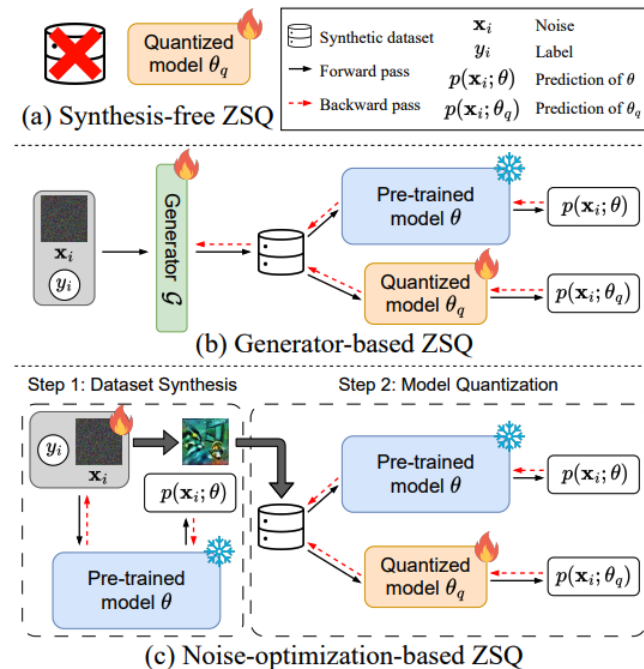 Quantized
model θq
(a) Synthesis-free ZSQ
Synthetic dataset
Forward pass
Backward pass
xi Noise
yi Label
p(xi; θ) Prediction of θ
p(xi; θq) Prediction of θq
xi
yi
Generator G
Pre-trained
model θ
p(xi; θ)
Quantized
model θq
p(xi; θq)
(b) Generator-based ZSQ
Step 1: Dataset Synthesis
yi
xi
p(xi; θ)
Pre-trained
model θ
Step 2: Model Quantization
Pre-trained
model θ
p(xi; θ)
Quantized
model θq
p(xi; θq)
(c) Noise-optimization-based ZSQ